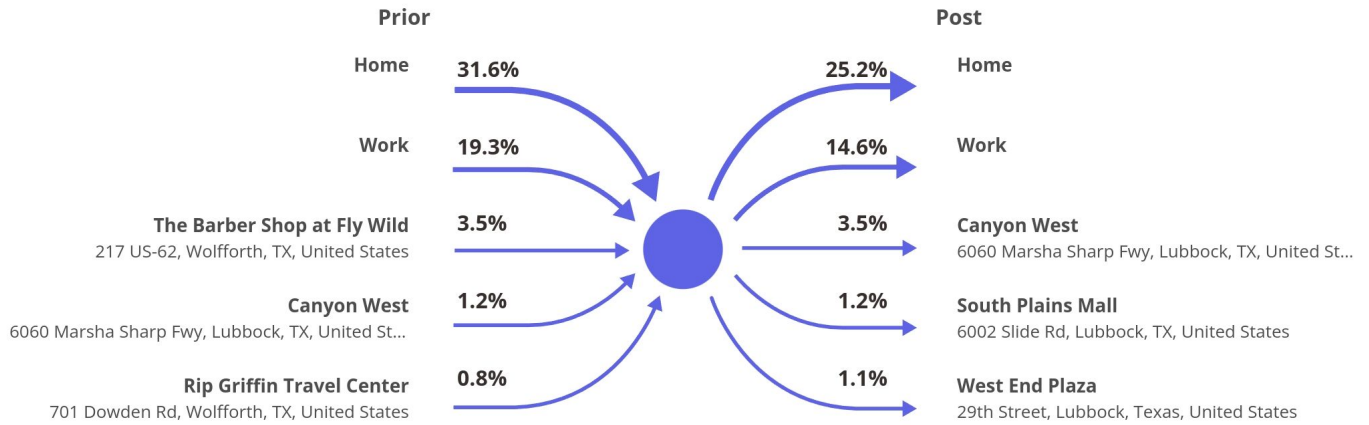 Prior
Post
Home
31.6%
25.2%
Home
Work
19.3%
14.6%
Work
The Barber Shop at Fly Wild
217 US-62, Wolfforth, TX, United States
3.5%
3.5%
Canyon West
6060 Marsha Sharp Fwy, Lubbock, TX, United St...
Canyon West
6060 Marsha Sharp Fwy, Lubbock, TX, United St...
1.2%
1.2%
South Plains Mall
6002 Slide Rd, Lubbock, TX, United States
Rip Griffin Travel Center
701 Dowden Rd, Wolfforth, TX, United States
0.8%
1.1%
West End Plaza
29th Street, Lubbock, Texas, United States